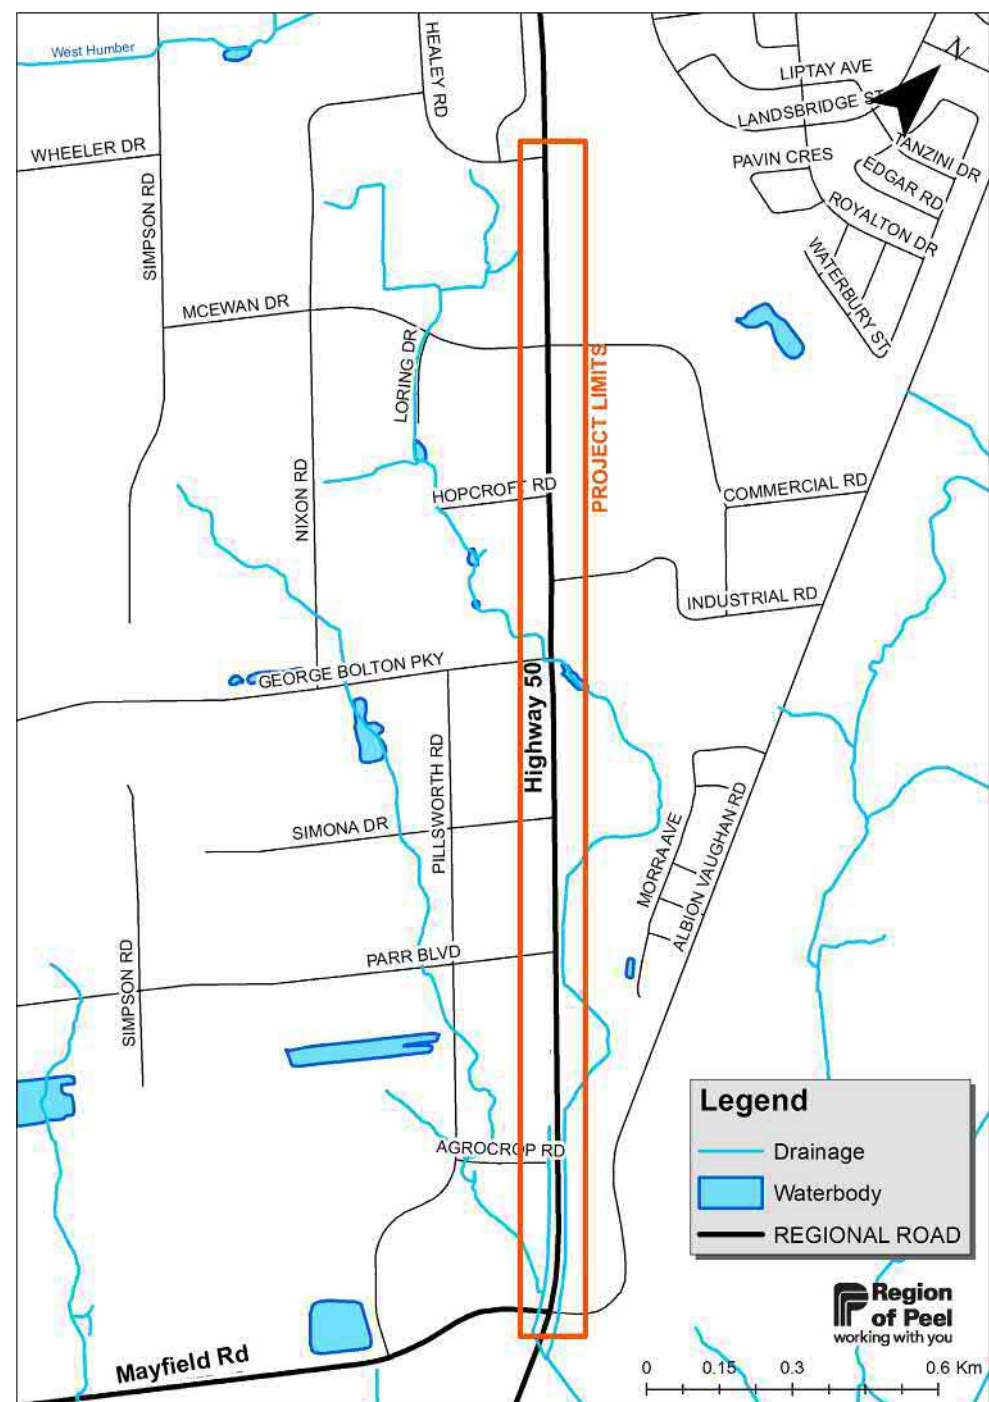 West Humber
HEALEY RD
N
LIPTAY AVE
LANDSBRIDGE ST
WHEELER DR
PAVIN CRES
TANZINI DR
EDGAR RD
SIMPSON RD
ROYALTON DR
WATERBURY ST
MCEWAN DR
LORING DR
PROJECT LIMITS
NIXON RD
HOPCROFT RD
COMMERCIAL RD
INDUSTRIAL RD
GEORGE BOLTON PKY
Highway 50
PILLSWORTH RD
SIMONA DR
MORRA AVE
ALBION VAUGHAN RD
PARR BLVD
SIMPSON RD
AGROCROP RD
Legend
Drainage
Waterbody
REGIONAL ROAD
Region
of Peel
working with you
Mayfield Rd
0 0.15 0.3 0.6 Km